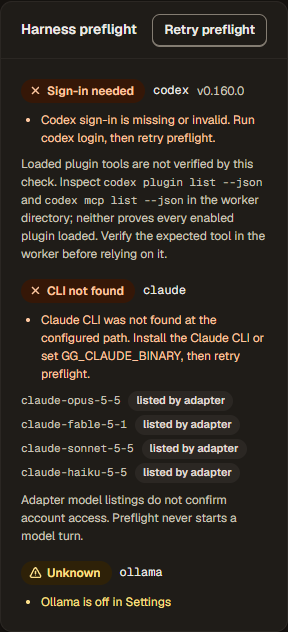 Harness preflight
Retry preflight
Sign-in needed codex v0.160.0
• Codex sign-in is missing or invalid. Run
codex login, then retry preflight.
Loaded plugin tools are not verified by this
check. Inspect codex plugin list --json
and codex mcp list --json in the worker
directory; neither proves every enabled
plugin loaded. Verify the expected tool in the
worker before relying on it.
CLI not found claude
• Claude CLI was not found at the
configured path. Install the Claude CLI or
set GG_CLAUDE_BINARY, then retry
preflight.
claude-opus-5-5 listed by adapter
claude-fable-5-1 listed by adapter
claude-sonnet-5-5 listed by adapter
claude-haiku-5-5 listed by adapter
Adapter model listings do not confirm
account access. Preflight never starts a
model turn.
Unknown ollama
• Ollama is off in Settings